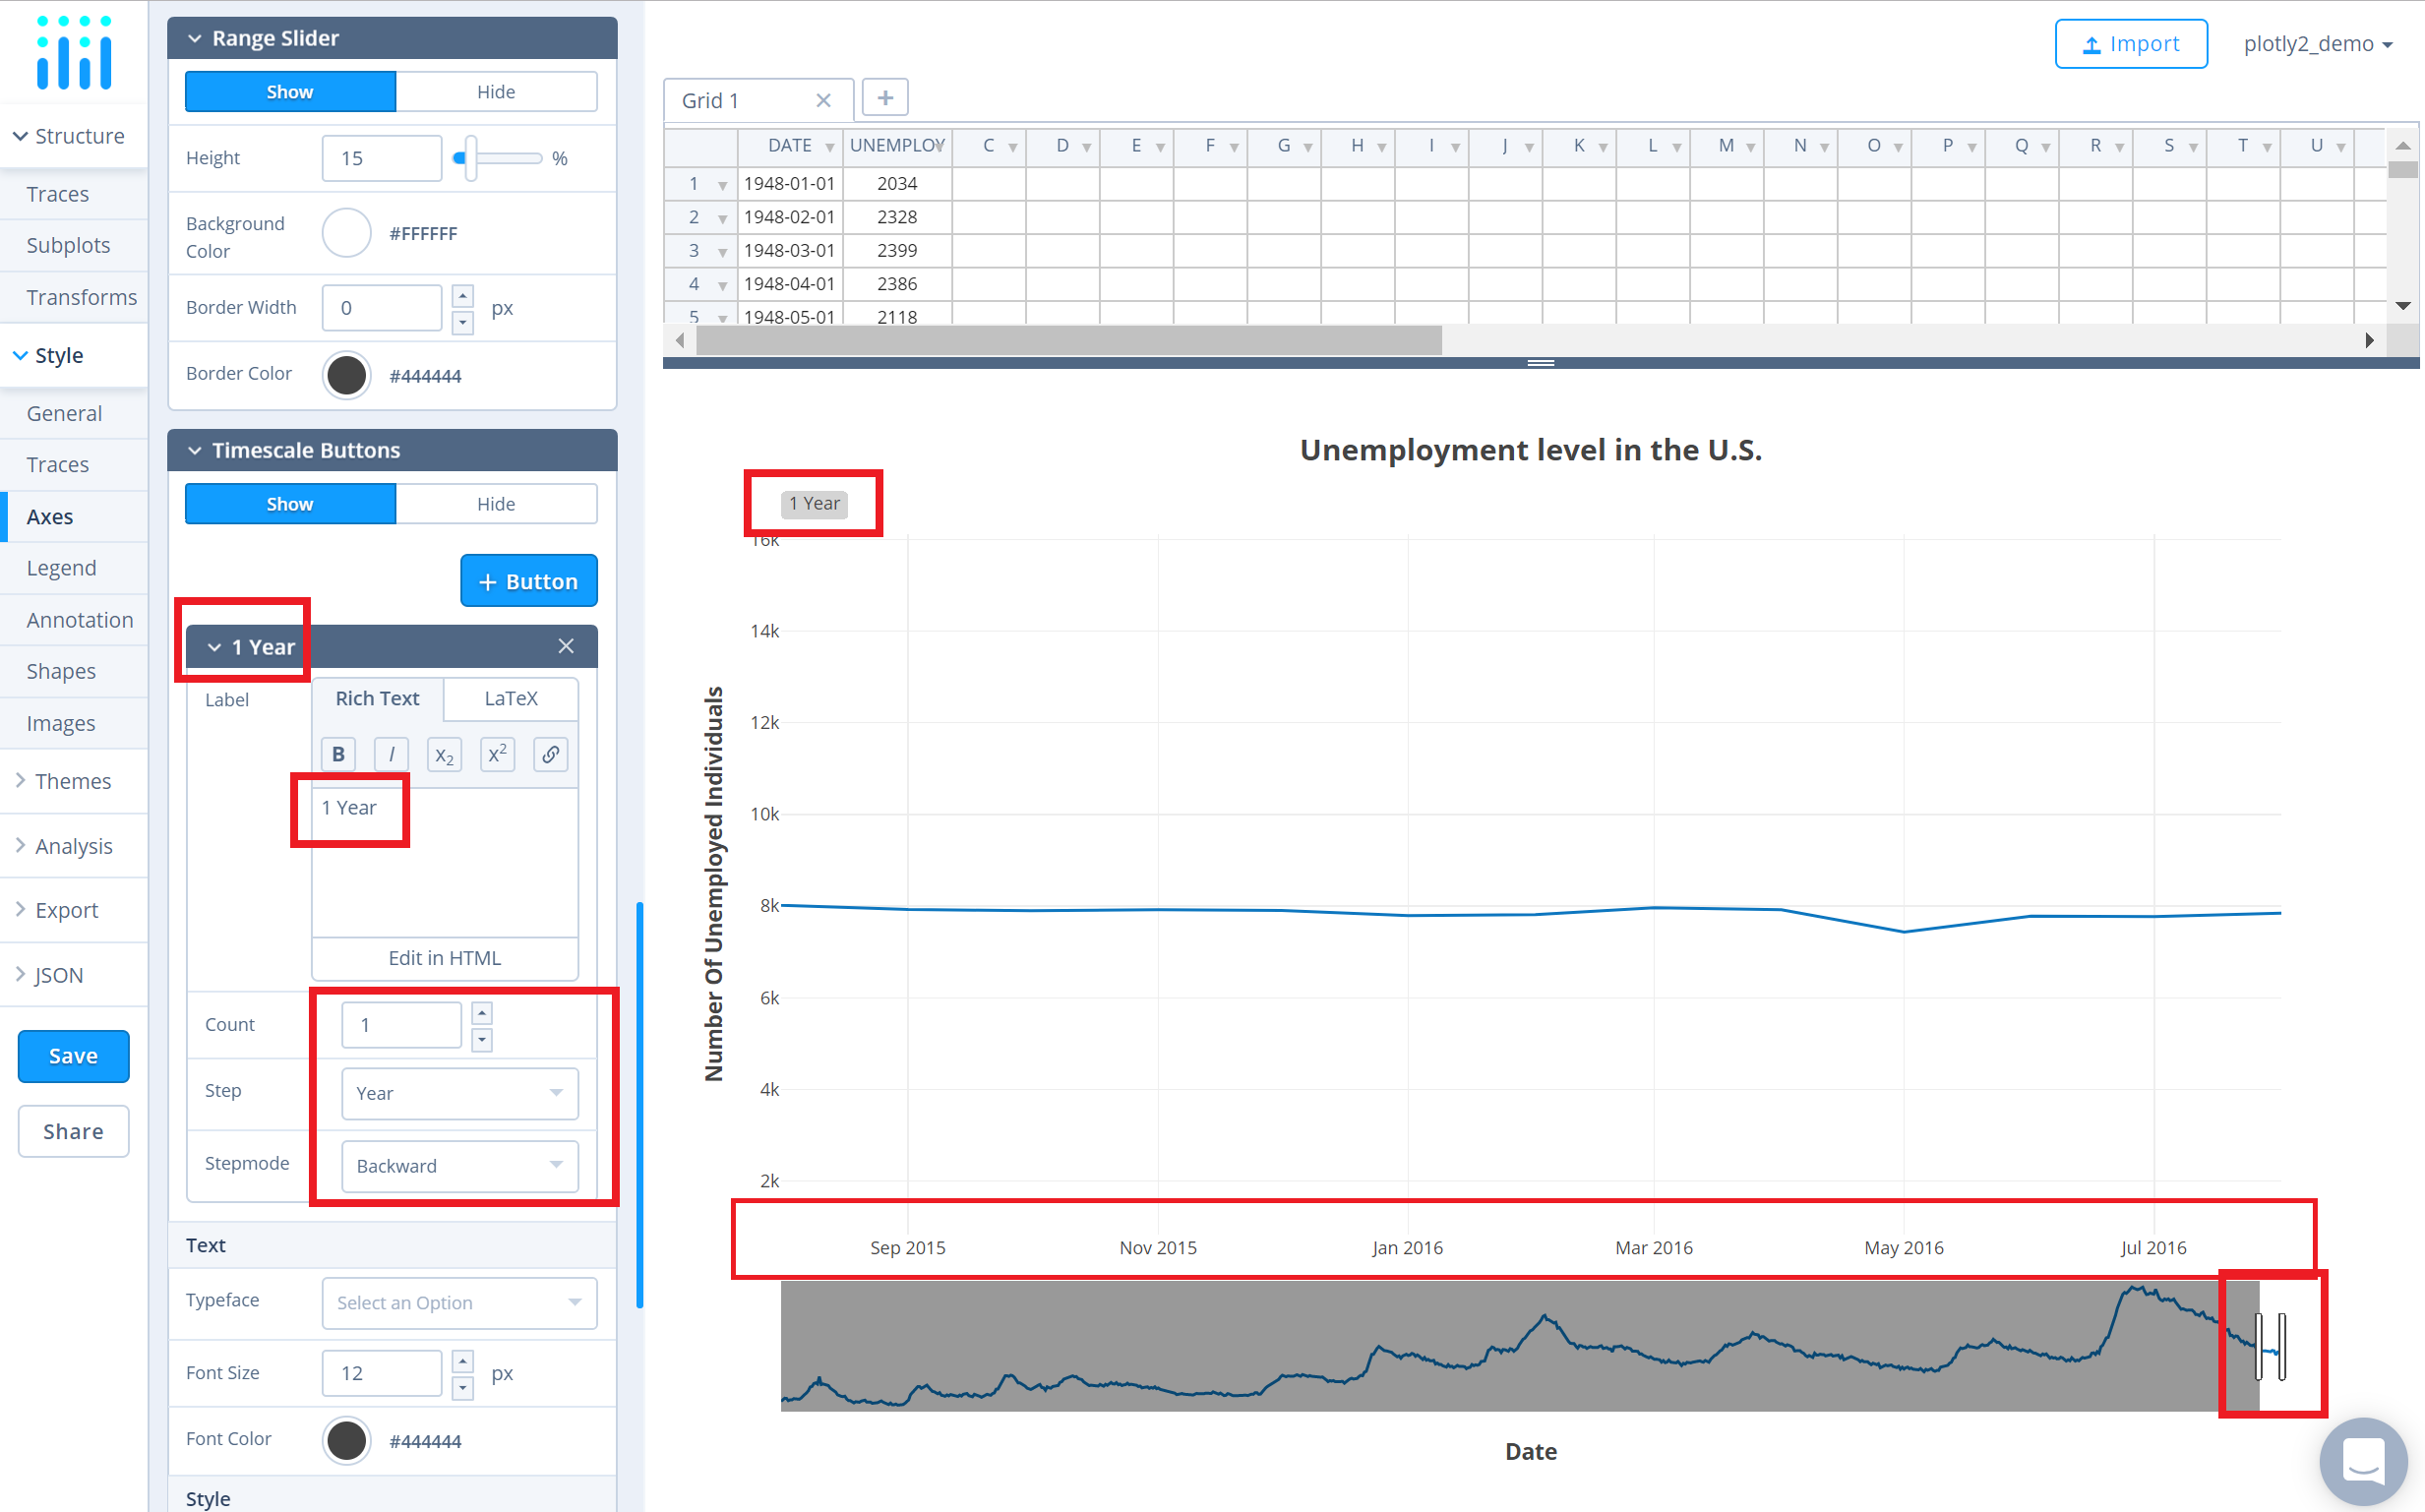 Structure
Traces
Subplots
Transforms
Style
General
Traces
Axes
Legend
Annotation
Shapes
Images
Themes
Analysis
Export
JSON
Save
Share
Range Slider
Show Hide
Height 15 %
Background Color #FFFFFF
Border Width 0 px
Border Color #444444
Timescale Buttons
Show Hide
+ Button
1 Year
Label Rich Text LaTeX
B I X2 X2
1 Year
Edit in HTML
Count 1
Step Year
Stepmode Backward
Text
Typeface Select an Option
Font Size 12 px
Font Color #444444
Style
Import plotly2_demo
Grid 1 +
DATE UNEMPLOY C D E F G H I J K L M N O P Q R S T U
1 1948-01-01 2034
2 1948-02-01 2328
3 1948-03-01 2399
4 1948-04-01 2386
5 1948-05-01 2118
Unemployment level in the U.S.
1 Year
16k
14k
12k
10k
8k
6k
4k
2k
Number Of Unemployed Individuals
Sep 2015 Nov 2015 Jan 2016 Mar 2016 May 2016 Jul 2016
Date